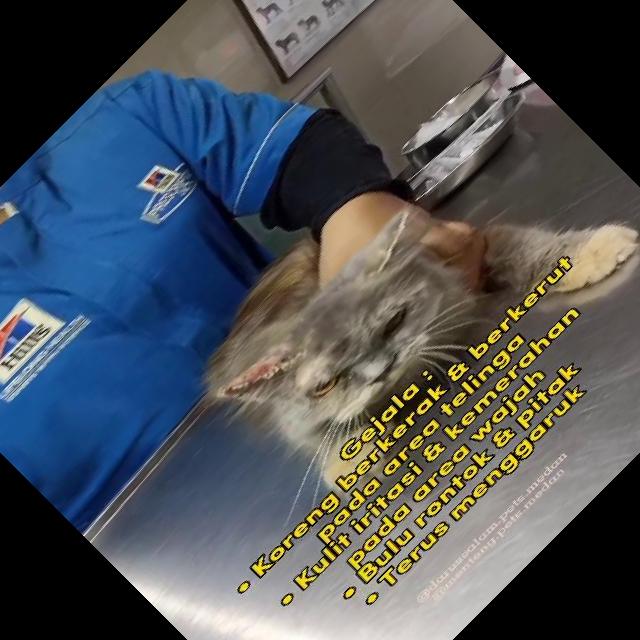 Gejala :
• Koreng berkerak & berkerut
Pada area telinga
• Kulit iritasi & kemerahan
Pada area wajah
• Bulu rontok & pitak
• Terus menggaruk